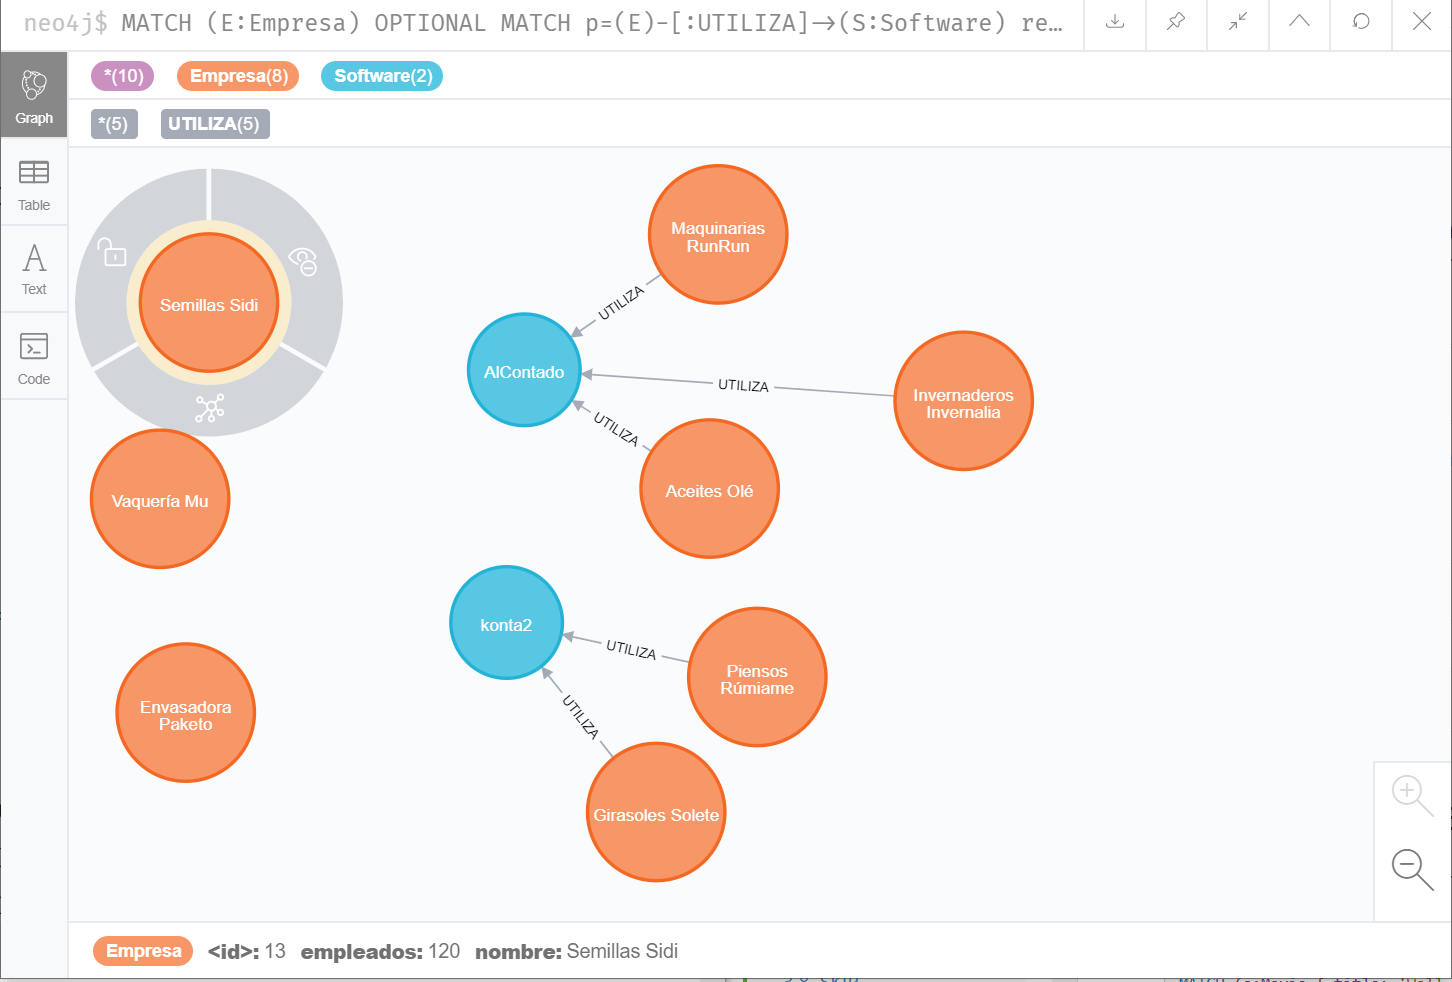 neo4j$ MATCH (E:Empresa) OPTIONAL MATCH p=(E)-[:UTILIZA]→(S:Software) re…
*(10) Empresa(8) Software(2)
*(5) UTILIZA(5)
Graph
Table
Text
Code
Semillas Sidi
Maquinarias
RunRun
UTILIZA
AlContado
UTILIZA
Invernaderos
Invernalia
UTILIZA
Aceites Olé
Vaquería Mu
konta2
UTILIZA
Piensos
Rúmiame
UTILIZA
Envasadora
Paketo
Girasoles Solete
Empresa <id>: 13 empleados: 120 nombre: Semillas Sidi